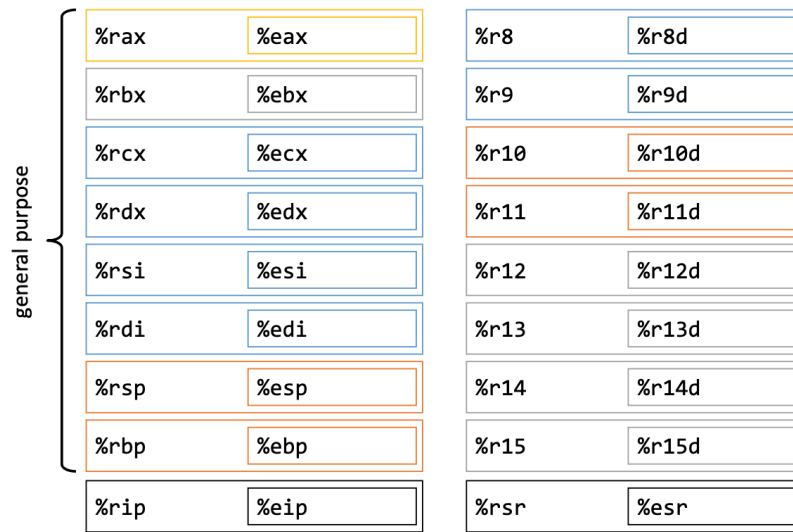 general purpose
%rax %eax
%rbx %ebx
%rcx %ecx
%rdx %edx
%rsi %esi
%rdi %edi
%rsp %esp
%rbp %ebp
%rip %eip
%r8 %r8d
%r9 %r9d
%r10 %r10d
%r11 %r11d
%r12 %r12d
%r13 %r13d
%r14 %r14d
%r15 %r15d
%rsr %esr